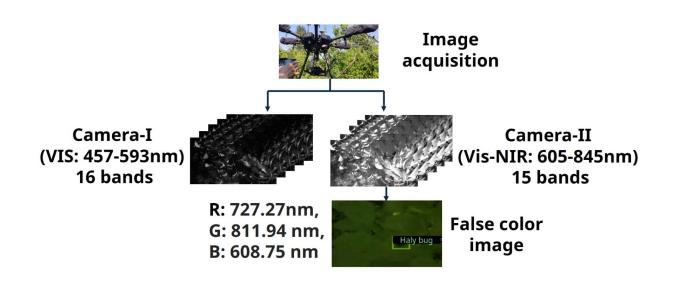 Image
acquisition
Camera-I
(VIS: 457-593nm)
16 bands
Camera-II
(Vis-NIR: 605-845nm)
15 bands
R: 727.27nm,
G: 811.94 nm,
B: 608.75 nm
Haly bug
False color
image